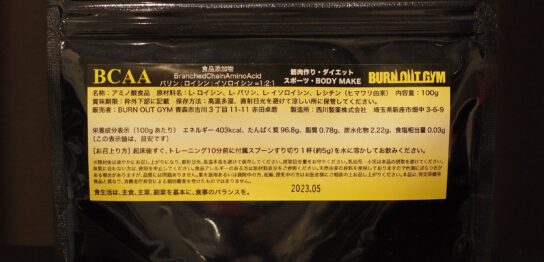 BCAA
食品添加物
BranchedChainAminoAcid
バリン：ロイシン：イソロイシン＝1:2:1
筋肉作り・ダイエット
スポーツ・BODY MAKE
BURN OUT GYM
名称：アミノ酸食品 原材料名：L-ロイシン、L-バリン、L-イソロイシン、レシチン（ヒマワリ由来） 内容量：100g
賞味期限：枠外下部に記載 保存方法：高温多湿、直射日光を避けて涼しい所に保管してください。
販売者：BURN OUT GYM 青森市古川3丁目11-11 赤田卓磨 製造所：西川製薬株式会社 埼玉県新座市畑中3-6-9
栄養成分表示（100gあたり） エネルギー 403kcal、たんぱく質 96.8g、脂質 0.78g、炭水化物 2.22g、食塩相当量 0.03g
（この表示値は、目安です）
[お召上り方] 起床後すぐ、トレーニング10分前に付属スプーンすり切り1杯(約5g)を水に溶かしてお飲みください。
食生活は、主食、主菜、副菜を基本に、食事のバランスを。
2023.05